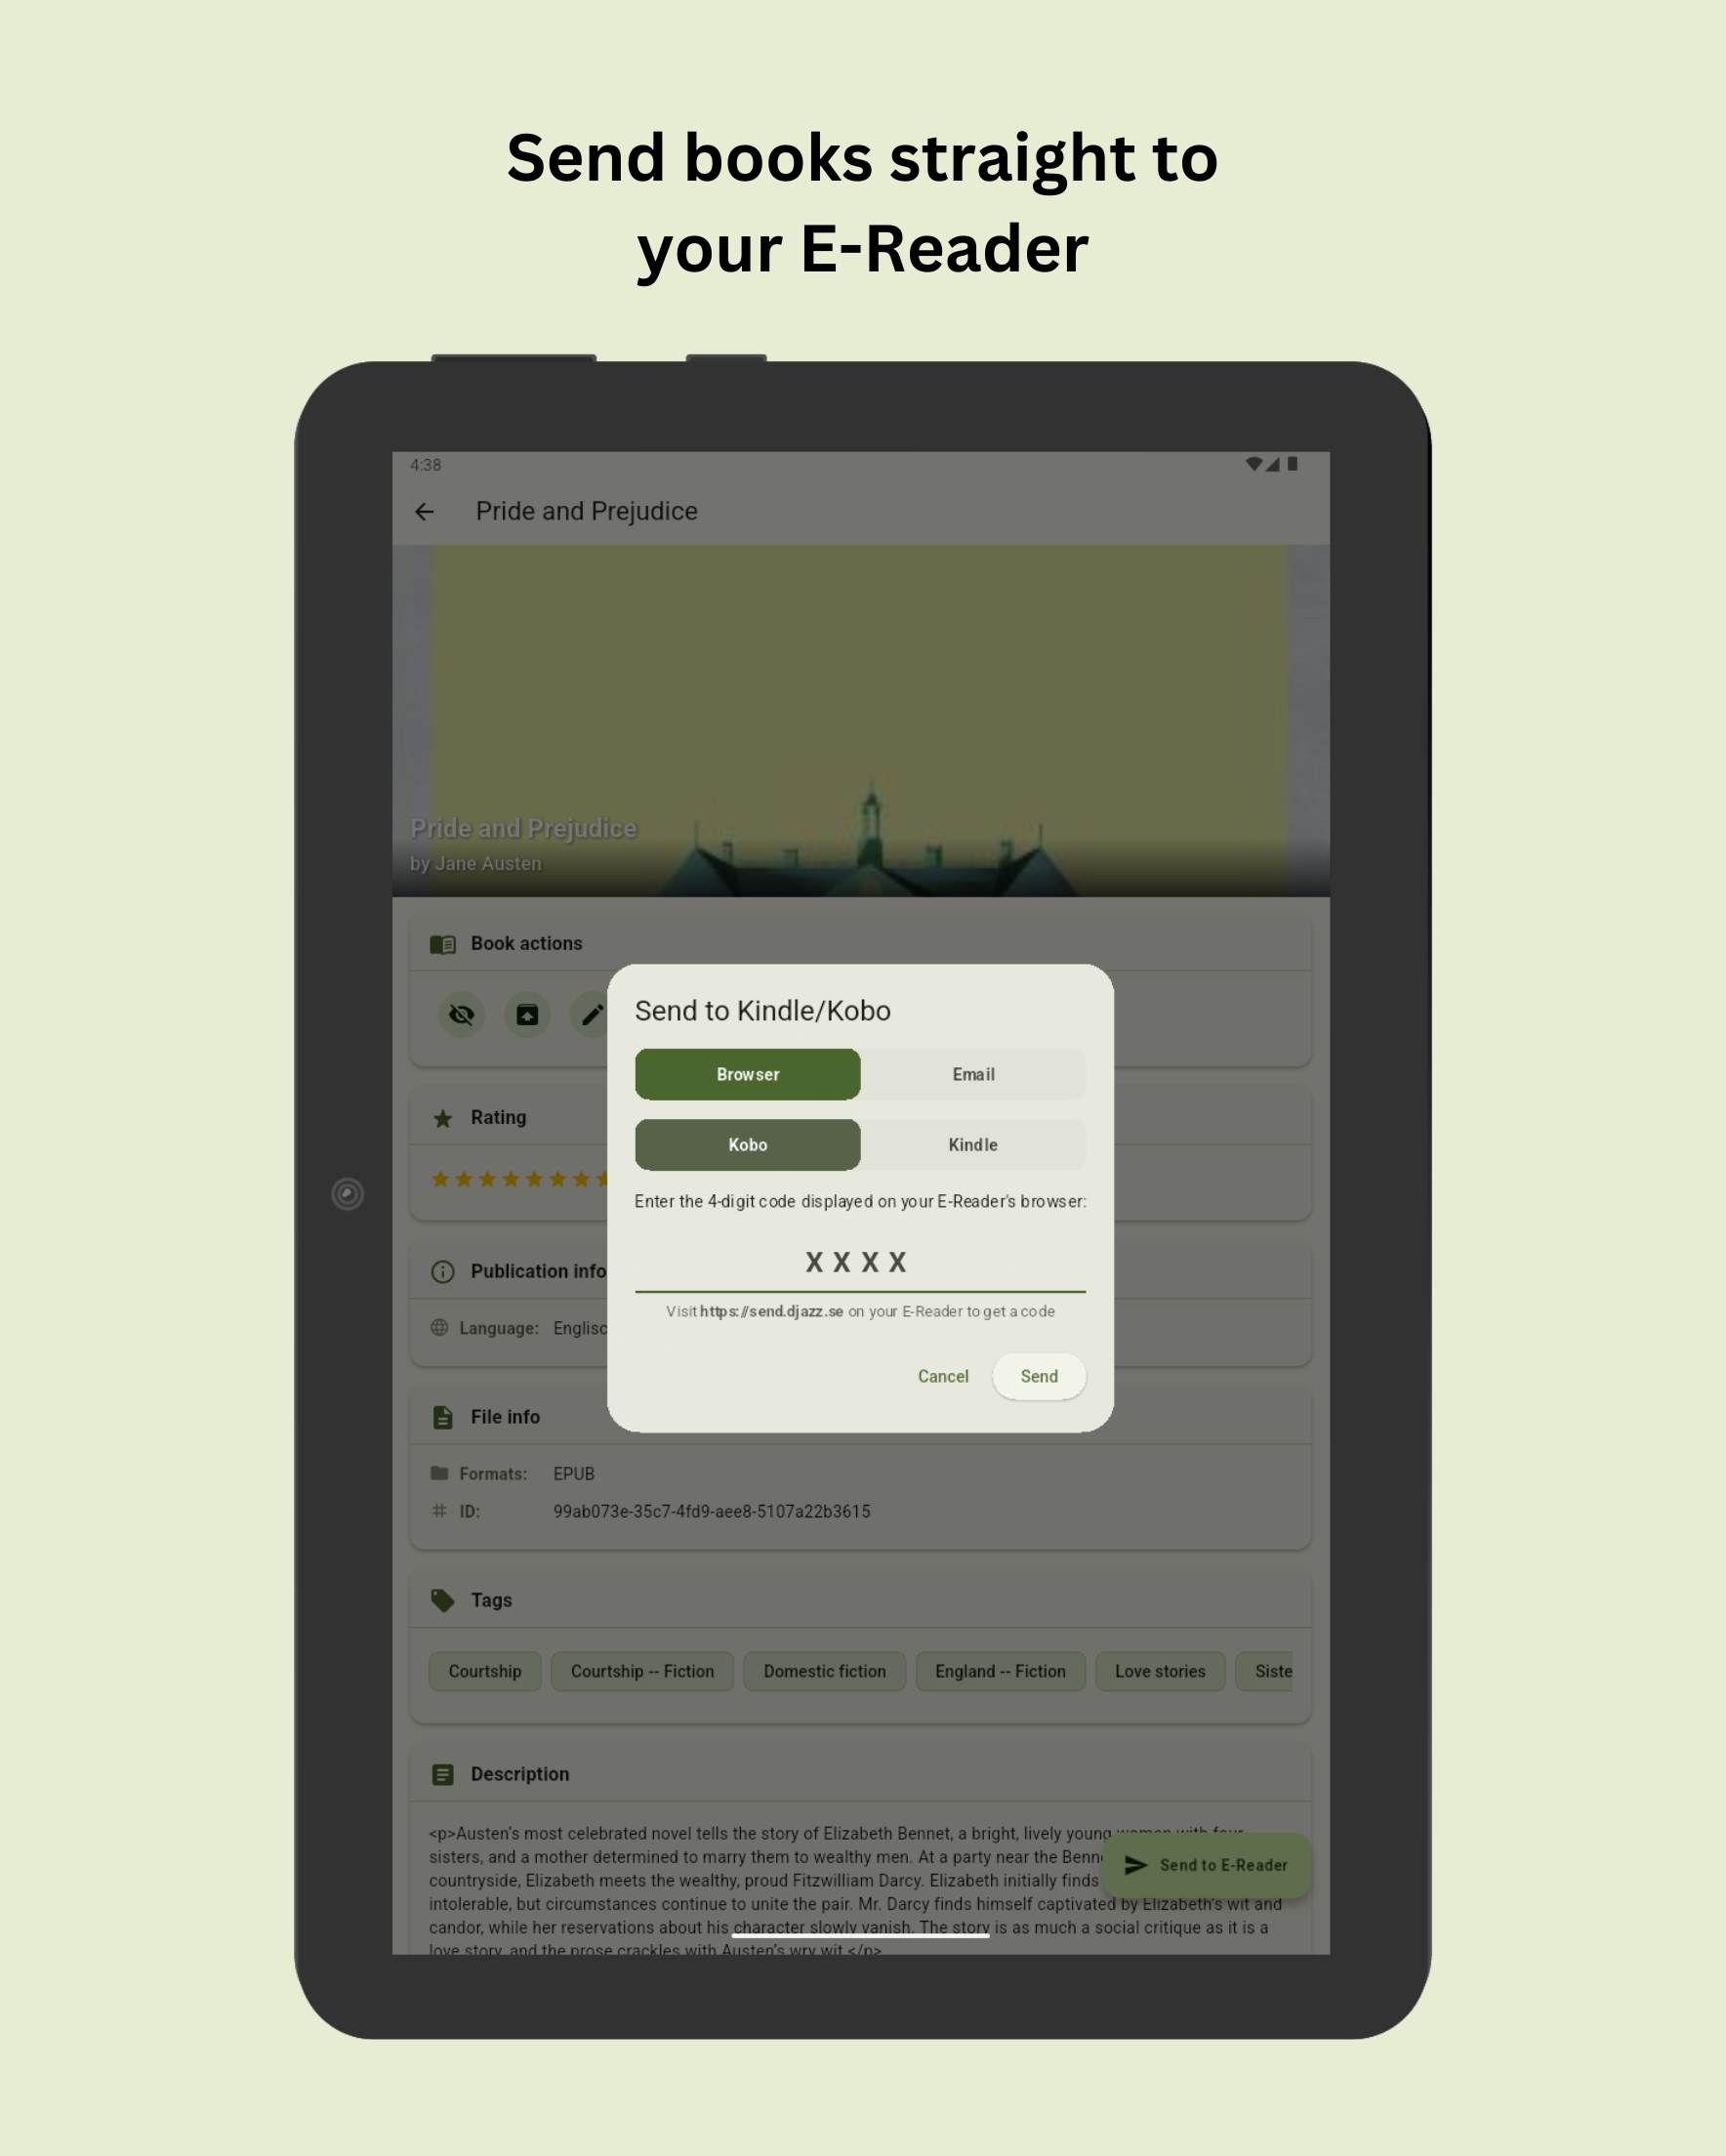 Send books straight to
your E-Reader
4:38
Pride and Prejudice
Pride and Prejudice
by Jane Austen
Book actions
Send to Kindle/Kobo
Browser Email
Kobo Kindle
Enter the 4-digit code displayed on your E-Reader's browser:
X X X X
Visit https://send.djazz.se on your E-Reader to get a code
Cancel Send
Rating
Publication info
Language: Englisc
File info
Formats: EPUB
ID: 99ab073e-35c7-4fd9-aee8-5107a22b3615
Tags
Courtship Courtship -- Fiction Domestic fiction England -- Fiction Love stories Siste
Description
<p>Austen’s most celebrated novel tells the story of Elizabeth Bennet, a bright, lively young woman with four
sisters, and a mother determined to marry them to wealthy men. At a party near the Benne
countryside, Elizabeth meets the wealthy, proud Fitzwilliam Darcy. Elizabeth initially finds
intolerable, but circumstances continue to unite the pair. Mr. Darcy finds himself captivated by Elizabeth’s wit and
candor, while her reservations about his character slowly vanish. The story is as much a social critique as it is a
love story, and the prose crackles with Austen’s wry wit.</p>
Send to E-Reader